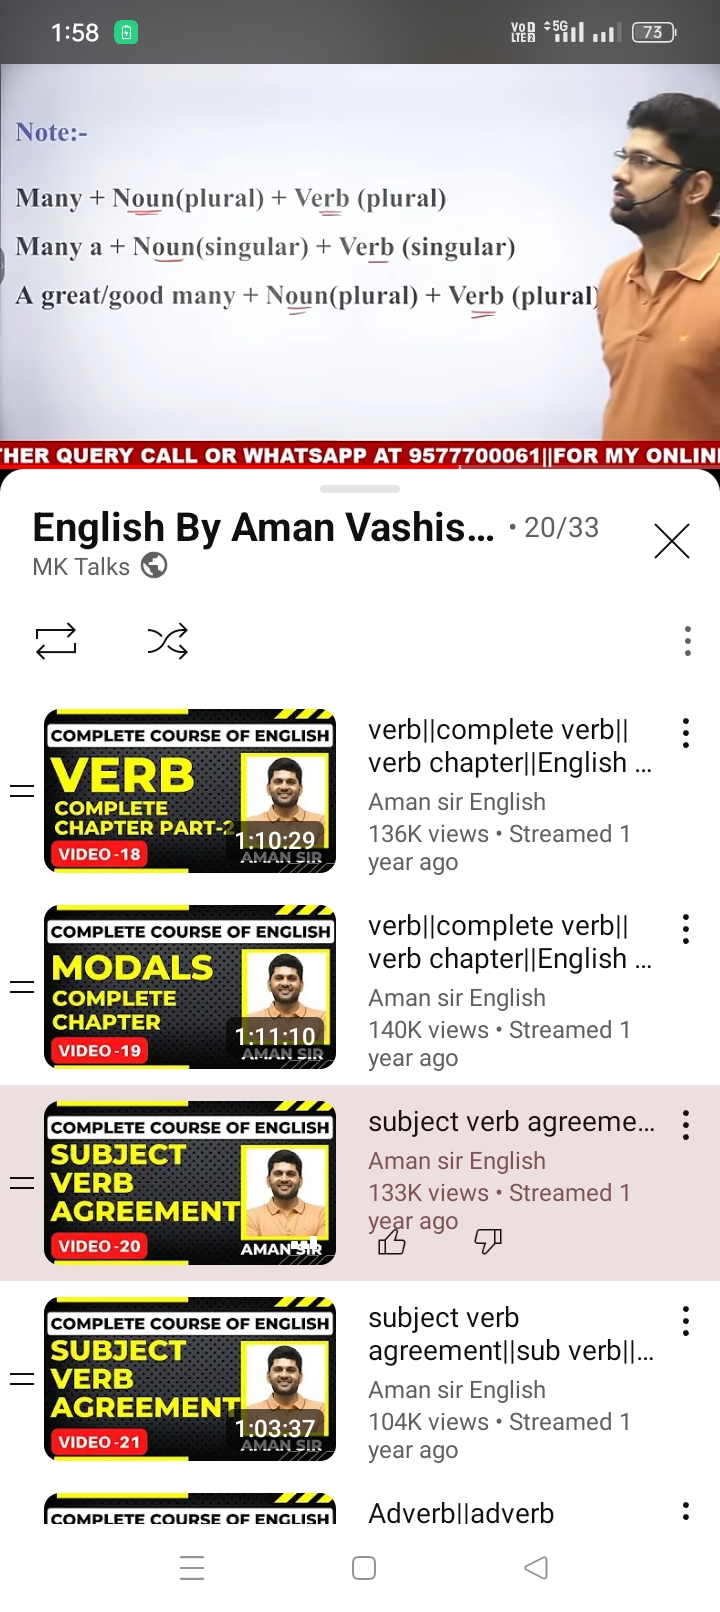 1:58
VoD LTE2 5G 73
Note:-
Many + Noun(plural) + Verb (plural)
Many a + Noun(singular) + Verb (singular)
A great/good many + Noun(plural) + Verb (plural)
THER QUERY CALL OR WHATSAPP AT 9577700061||FOR MY ONLIN
English By Aman Vashis... • 20/33
MK Talks
COMPLETE COURSE OF ENGLISH
VERB
COMPLETE
CHAPTER PART-2
VIDEO -18
1:10:29
AMAN SIR
verb||complete verb||
verb chapter||English ...
Aman sir English
136K views • Streamed 1
year ago
COMPLETE COURSE OF ENGLISH
MODALS
COMPLETE
CHAPTER
VIDEO -19
1:11:10
AMAN SIR
verb||complete verb||
verb chapter||English ...
Aman sir English
140K views • Streamed 1
year ago
COMPLETE COURSE OF ENGLISH
SUBJECT
VERB
AGREEMENT
VIDEO -20
AMAN SIR
subject verb agreeme...
Aman sir English
133K views • Streamed 1
year ago
COMPLETE COURSE OF ENGLISH
SUBJECT
VERB
AGREEMENT
VIDEO -21
1:03:37
AMAN SIR
subject verb
agreement||sub verb||...
Aman sir English
104K views • Streamed 1
year ago
COMPLETE COURSE OF ENGLISH
Adverb||adverb